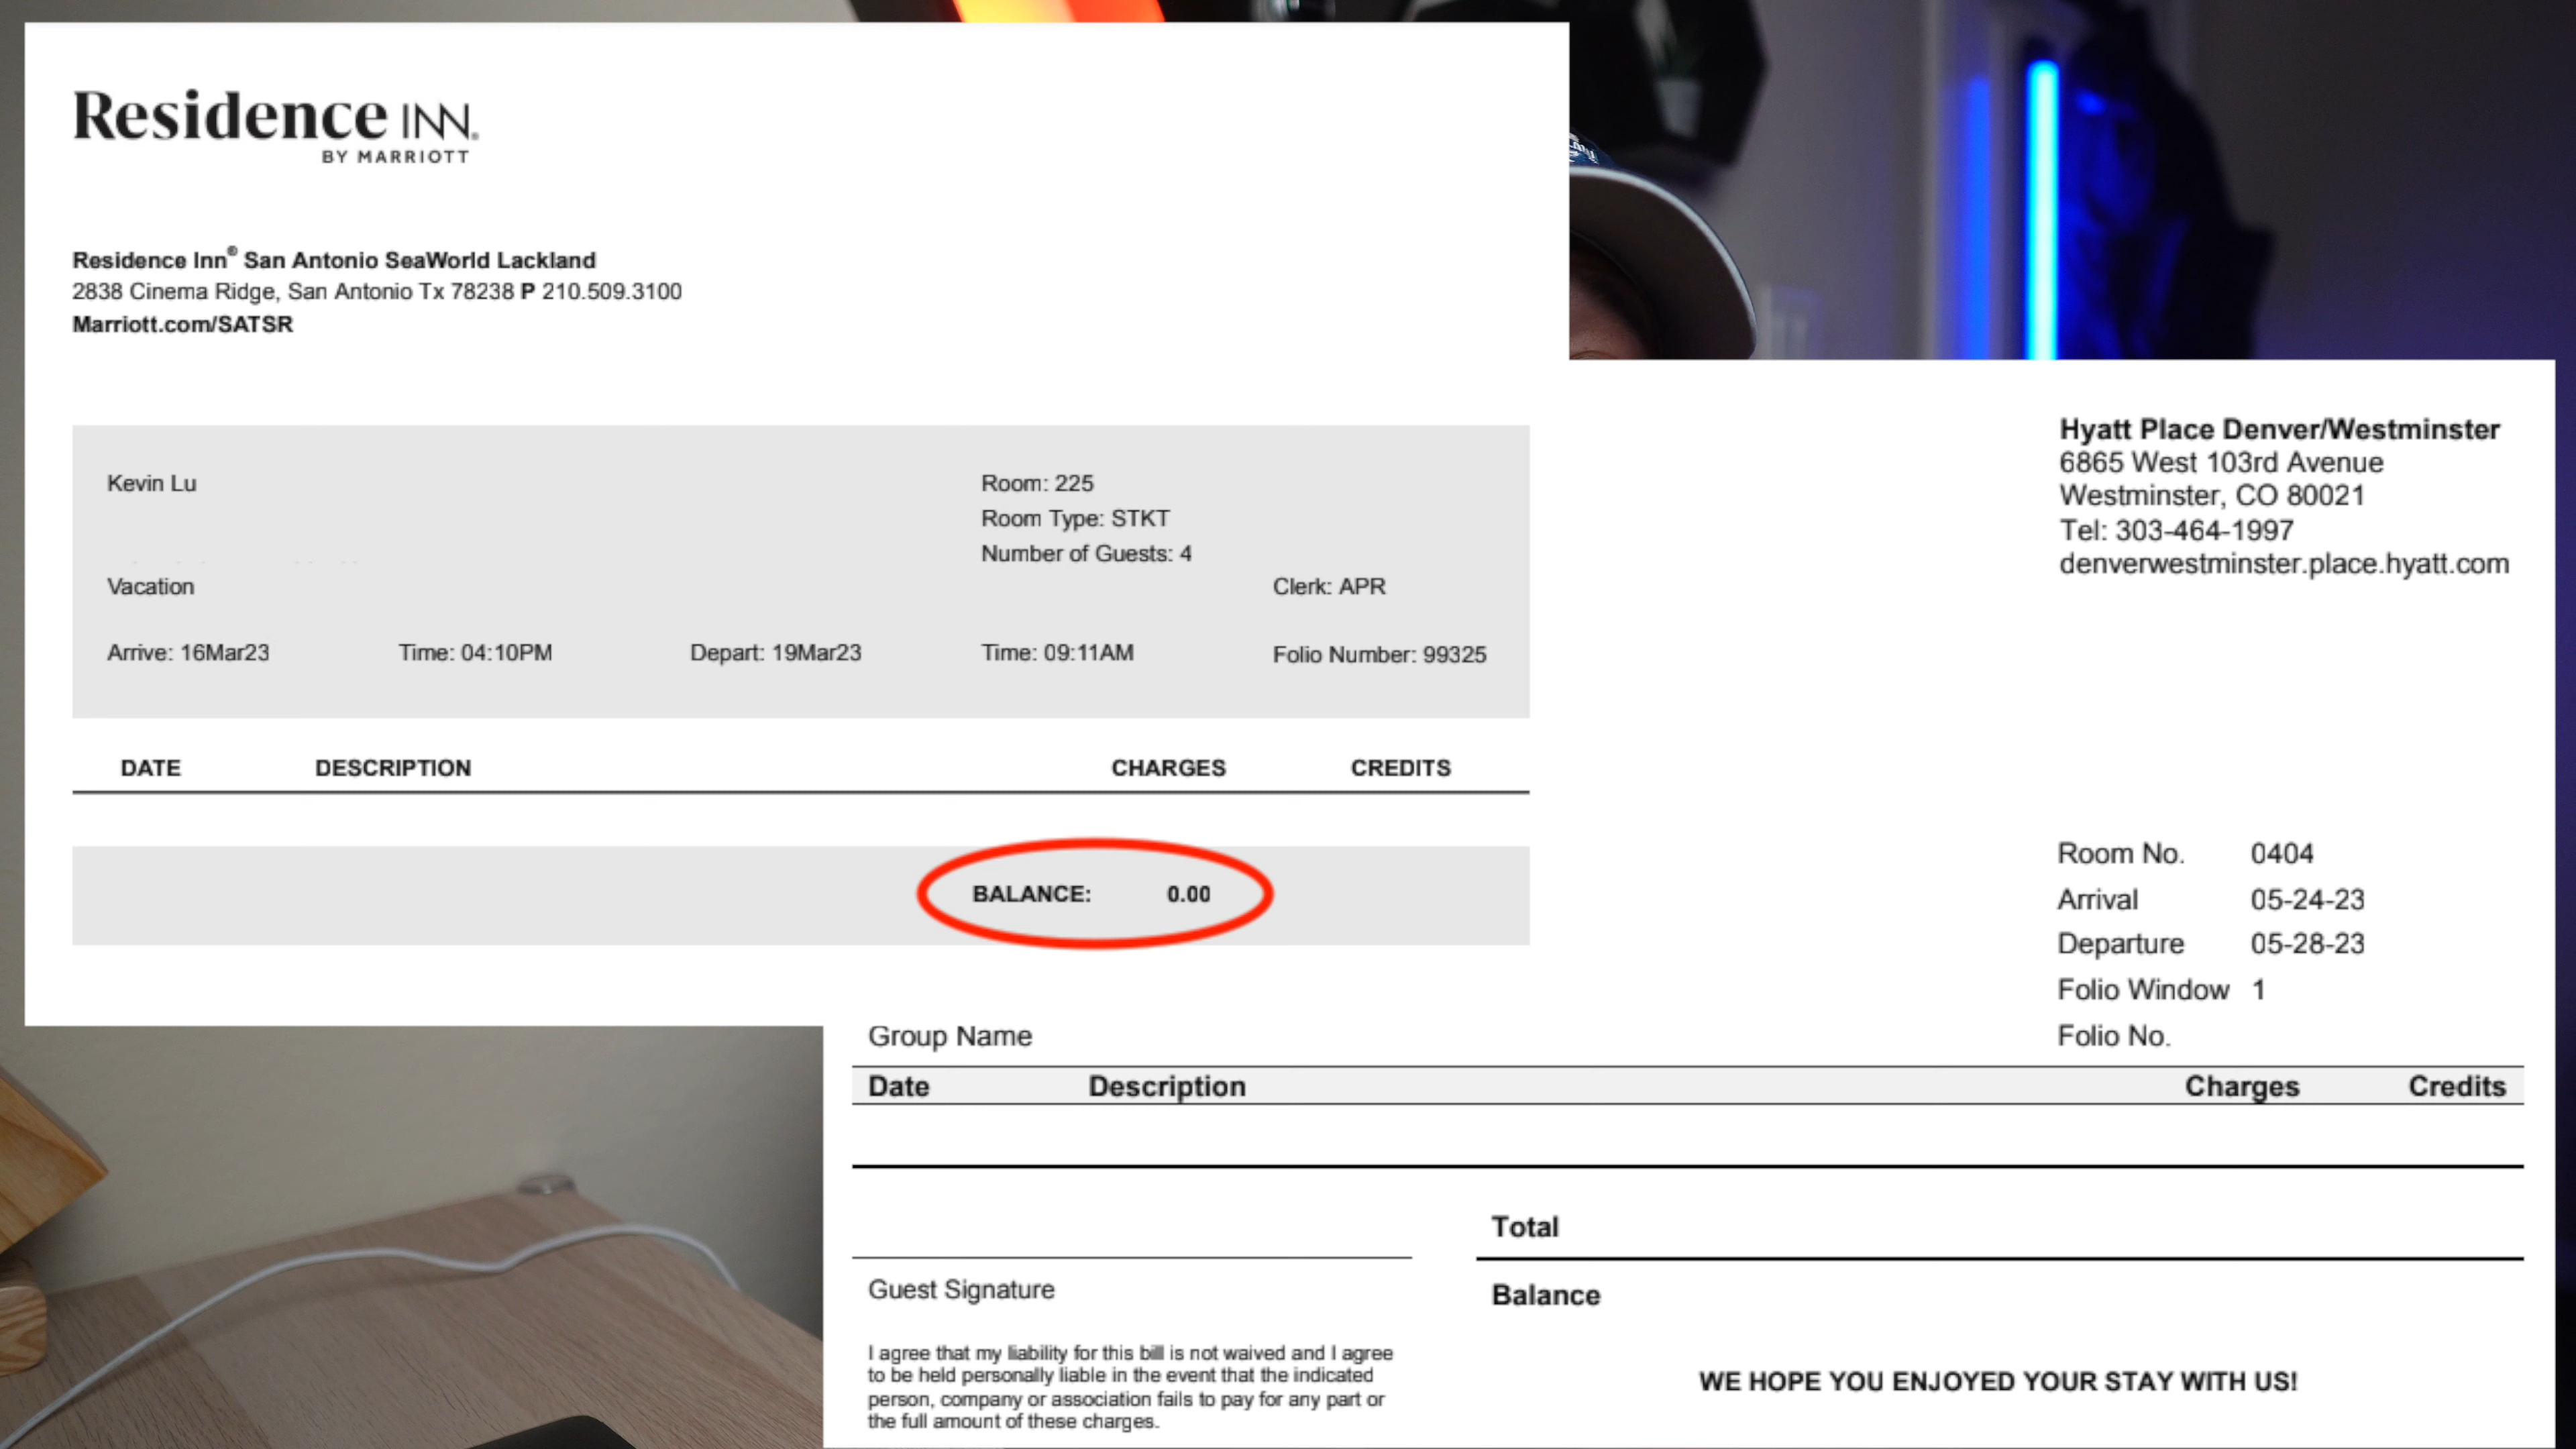 Residence INN.
BY MARRIOTT
Residence Inn® San Antonio SeaWorld Lackland
2838 Cinema Ridge, San Antonio Tx 78238 P 210.509.3100
Marriott.com/SATSR
Kevin Lu
Room: 225
Room Type: STKT
Number of Guests: 4
Vacation
Clerk: APR
Arrive: 16Mar23 Time: 04:10PM Depart: 19Mar23 Time: 09:11AM Folio Number: 99325
DATE DESCRIPTION CHARGES CREDITS
BALANCE: 0.00
Hyatt Place Denver/Westminster
6865 West 103rd Avenue
Westminster, CO 80021
Tel: 303-464-1997
denverwestminster.place.hyatt.com
Room No. 0404
Arrival 05-24-23
Departure 05-28-23
Folio Window 1
Group Name Folio No.
Date Description Charges Credits
Total
Guest Signature
Balance
I agree that my liability for this bill is not waived and I agree
to be held personally liable in the event that the indicated
person, company or association fails to pay for any part or
the full amount of these charges.
WE HOPE YOU ENJOYED YOUR STAY WITH US!